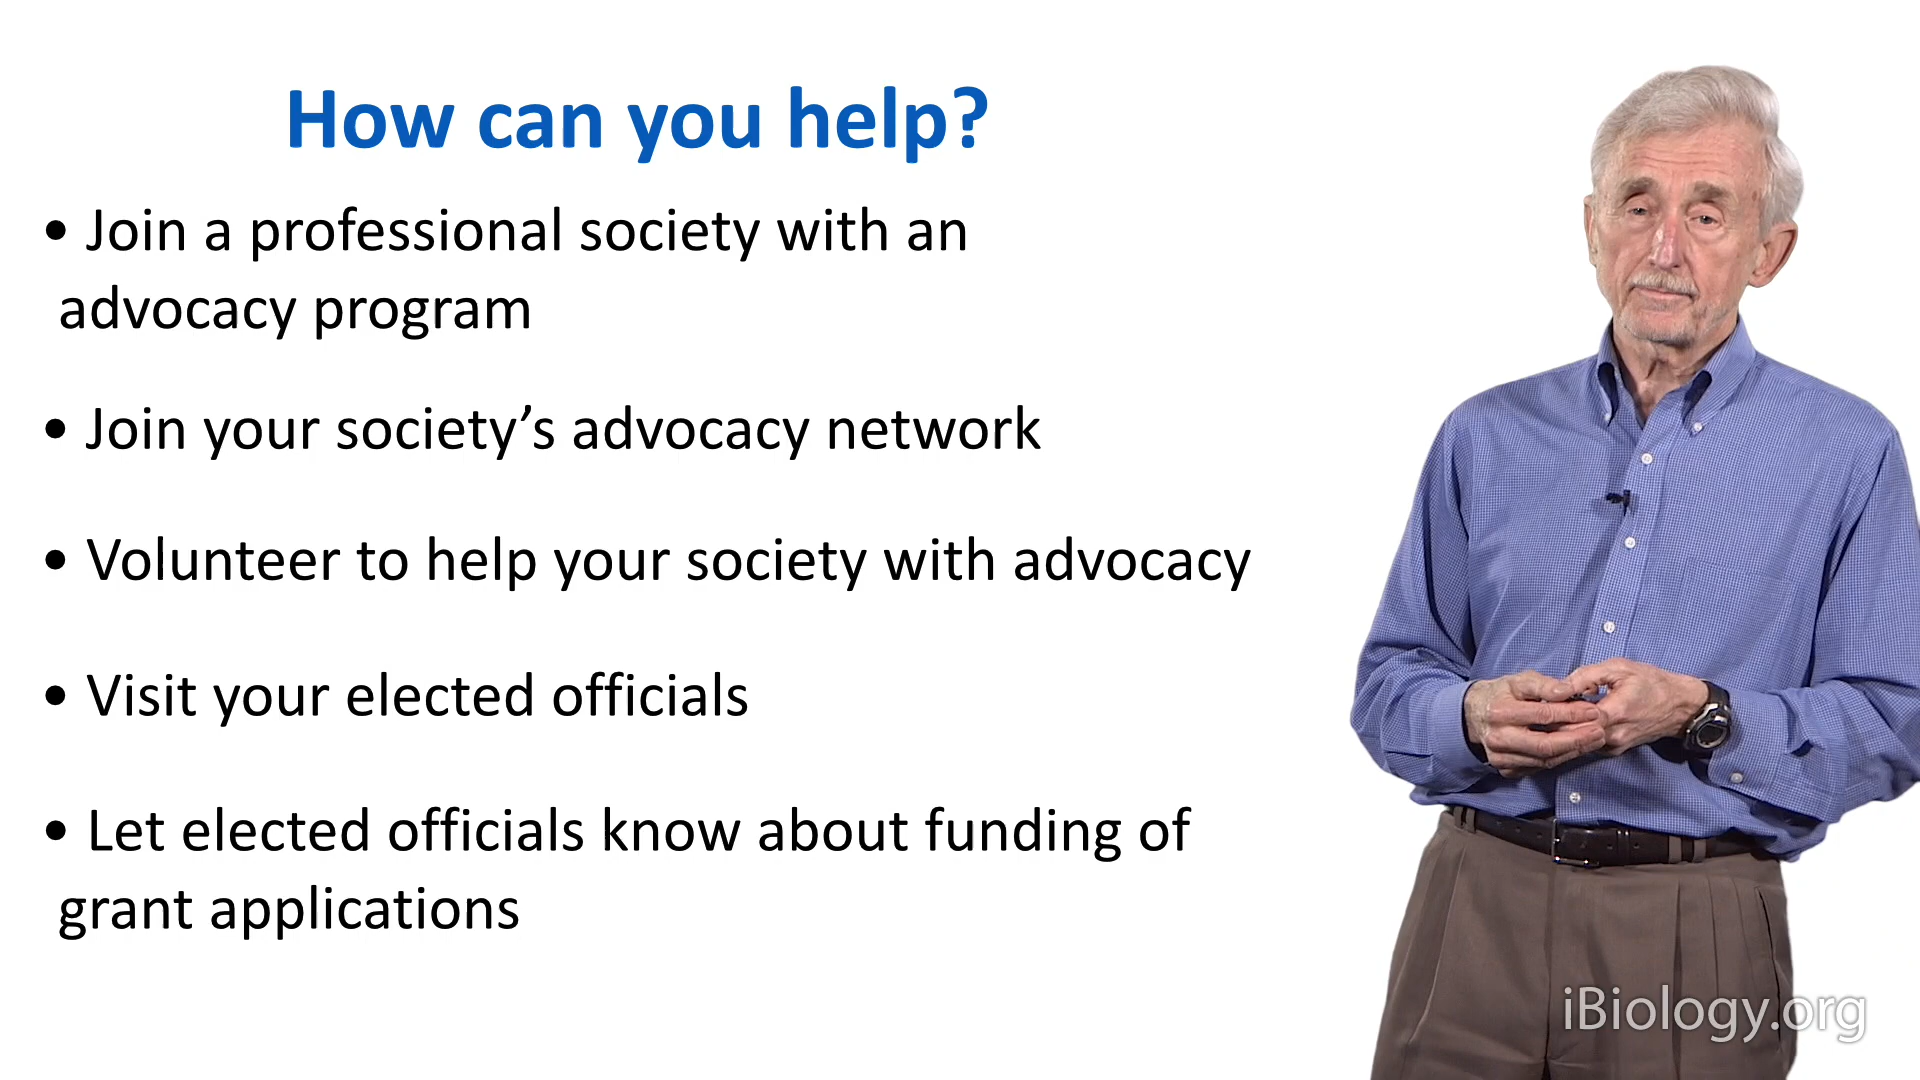 How can you help?
• Join a professional society with an
advocacy program
• Join your society’s advocacy network
• Volunteer to help your society with advocacy
• Visit your elected officials
• Let elected officials know about funding of
grant applications
iBiology.org